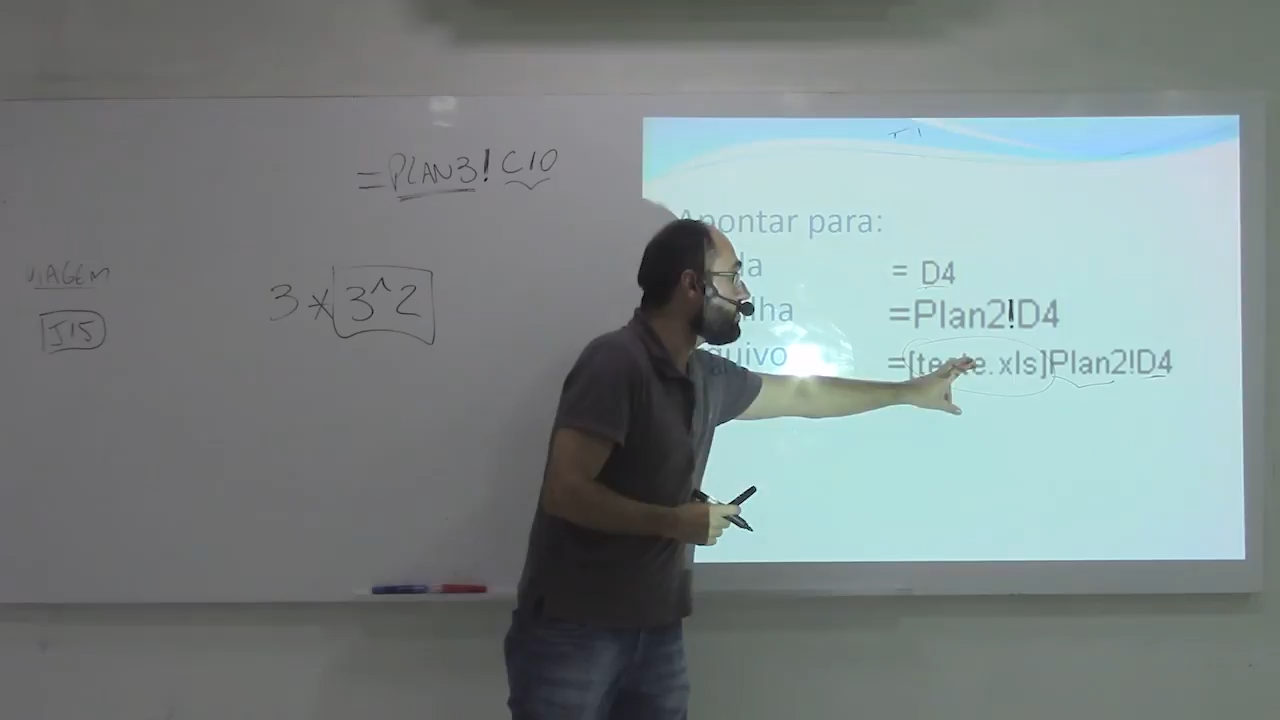 =PLAN3!C10
VIAGEM
J15
3*3^2
Apontar para:
= D4
=Plan2!D4
=[teste.xls]Plan2!D4